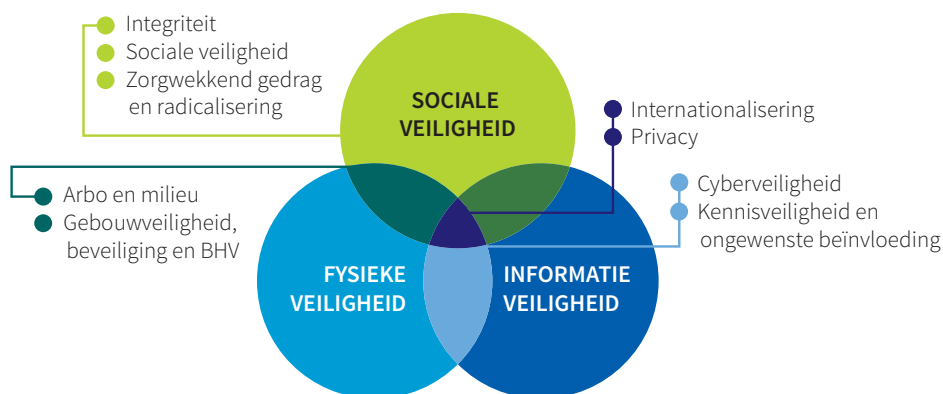 Integriteit
Sociale veiligheid
Zorgwekkend gedrag
en radicalisering
SOCIALE
VEILIGHEID
Internationalisering
Privacy
Arbo en milieu
Gebouwveiligheid,
beveiliging en BHV
Cyberveiligheid
Kennisveiligheid en
ongewenste beïnvloeding
FYSIEKE
VEILIGHEID
INFORMATIE
VEILIGHEID